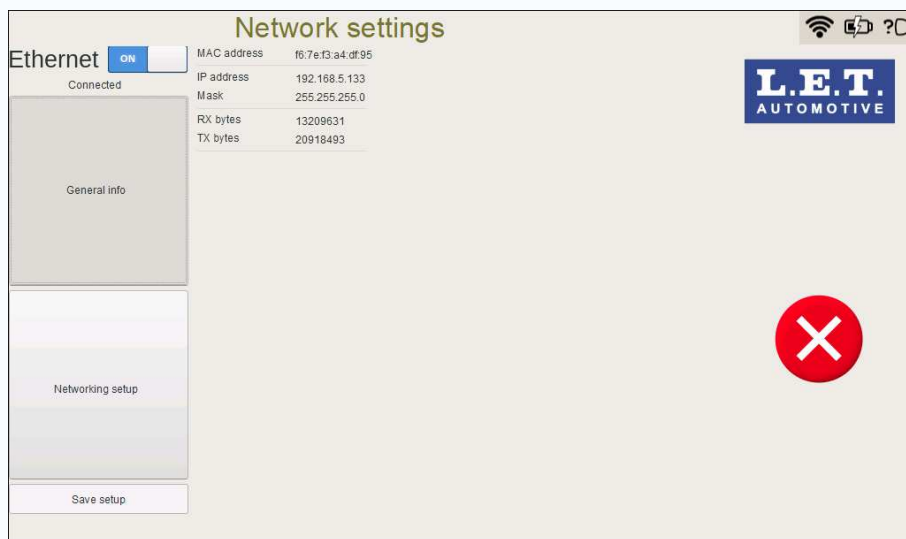 Network settings
?
Ethernet ON
Connected
MAC address f6:7e:f3:a4:df:95
IP address 192.168.5.133
Mask 255.255.255.0
RX bytes 13209631
TX bytes 20918493
L.E.T.
AUTOMOTIVE
General info
Networking setup
Save setup